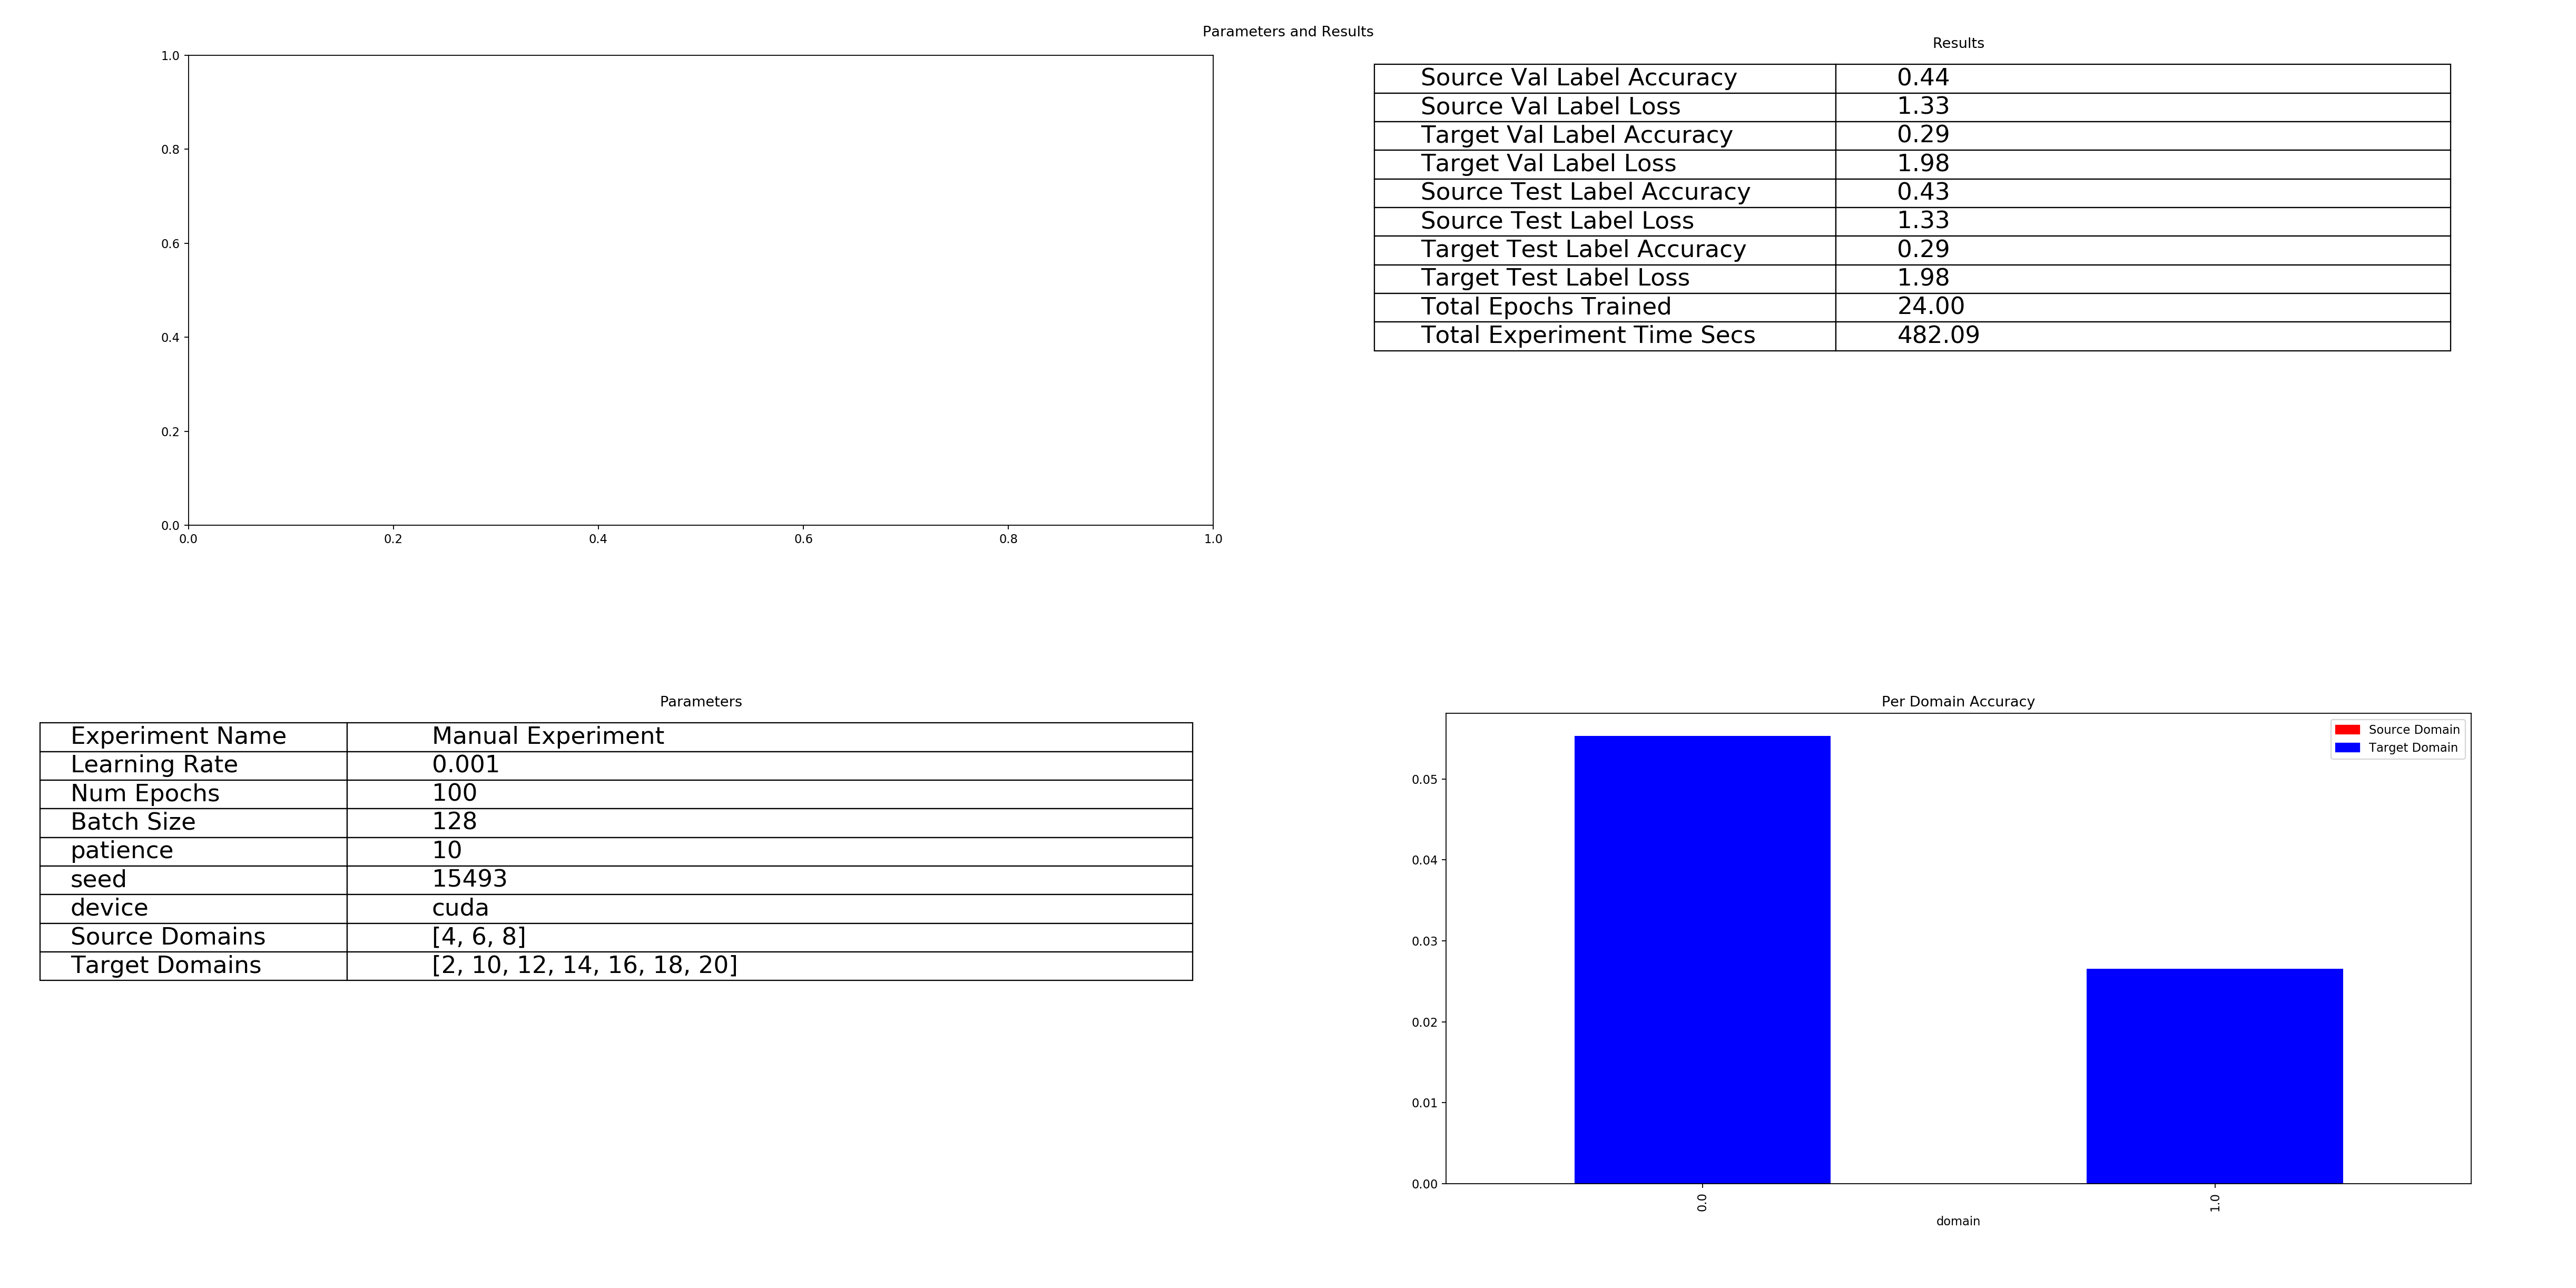 Parameters and Results
1.0
0.8
0.6
0.4
0.2
0.0
0.0 0.2 0.4 0.6 0.8 1.0
Results
Source Val Label Accuracy 0.44
Source Val Label Loss 1.33
Target Val Label Accuracy 0.29
Target Val Label Loss 1.98
Source Test Label Accuracy 0.43
Source Test Label Loss 1.33
Target Test Label Accuracy 0.29
Target Test Label Loss 1.98
Total Epochs Trained 24.00
Total Experiment Time Secs 482.09
Parameters
Experiment Name Manual Experiment
Learning Rate 0.001
Num Epochs 100
Batch Size 128
patience 10
seed 15493
device cuda
Source Domains [4, 6, 8]
Target Domains [2, 10, 12, 14, 16, 18, 20]
Per Domain Accuracy
Source Domain
Target Domain
0.05
0.04
0.03
0.02
0.01
0.00
0.0 1.0
domain